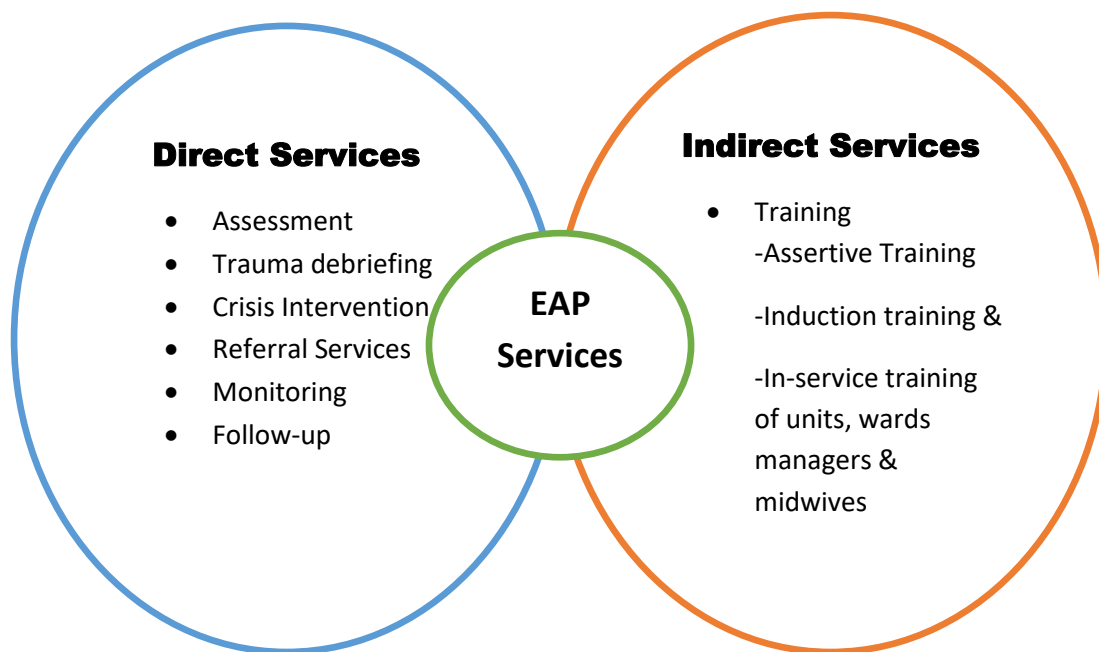 Direct Services
• Assessment
• Trauma debriefing
• Crisis Intervention
• Referral Services
• Monitoring
• Follow-up
EAP
Services
Indirect Services
• Training
-Assertive Training
-Induction training &
-In-service training
of units, wards
managers &
midwives